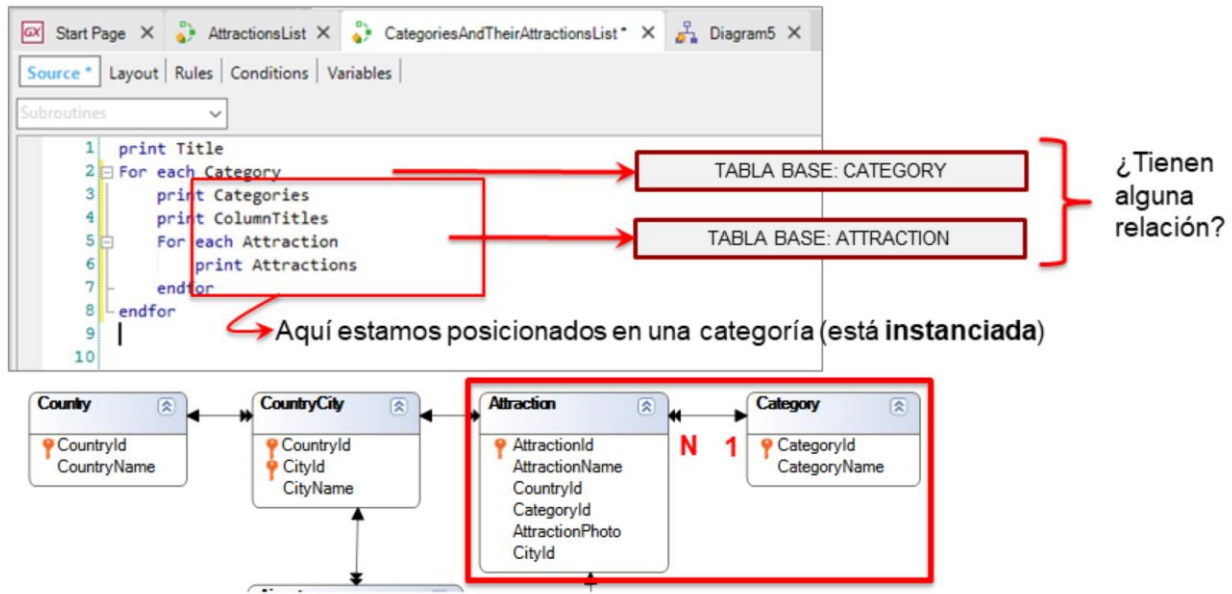 Start Page X AttractionsList X CategoriesAndTheirAttractionsList * X Diagram5 X
Source * Layout Rules Conditions Variables
Subroutines
1 print Title
2 For each Category
3 print Categories
4 print ColumnTitles
5 For each Attraction
6 print Attractions
7 endfor
8 endfor
9
10
TABLA BASE: CATEGORY
TABLA BASE: ATTRACTION
¿Tienen
alguna
relación?
Aquí estamos posicionados en una categoría (está instanciada)
Country
CountryId
CountryName
CountryCity
CountryId
CityId
CityName
Attraction
AttractionId
AttractionName
CountryId
CategoryId
AttractionPhoto
CityId
N 1
Category
CategoryId
CategoryName